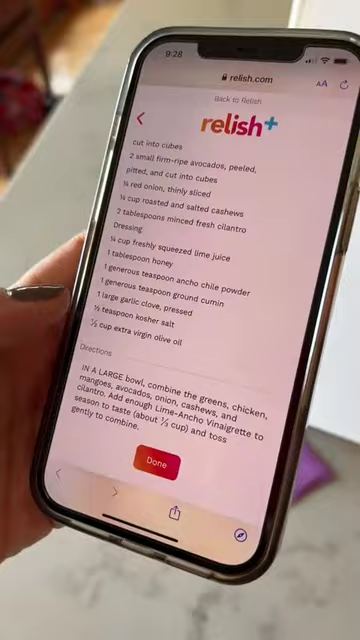 9:28
relish.com
AA
Back to Relish
relish+
cut into cubes
2 small firm-ripe avocados, peeled,
pitted, and cut into cubes
¼ red onion, thinly sliced
¼ cup roasted and salted cashews
2 tablespoons minced fresh cilantro
Dressing
¼ cup freshly squeezed lime juice
1 tablespoon honey
1 generous teaspoon ancho chile powder
1 generous teaspoon ground cumin
1 large garlic clove, pressed
½ teaspoon kosher salt
⅓ cup extra virgin olive oil
Directions
IN A LARGE bowl, combine the greens, chicken,
mangoes, avocados, onion, cashews, and
cilantro. Add enough Lime-Ancho Vinaigrette to
season to taste (about ⅓ cup) and toss
gently to combine.
Done